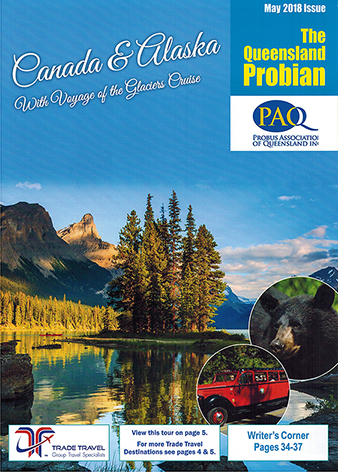 May 2018 Issue
The
Queensland
Probian
Canada & Alaska
With Voyage of the Glaciers Cruise
PAQ
PROBUS ASSOCIATION
OF QUEENSLAND INC
TRADE TRAVEL
Group Travel Specialists
View this tour on page 5.
For more Trade Travel
Destinations see pages 4 & 5.
Writer's Corner
Pages 34-37